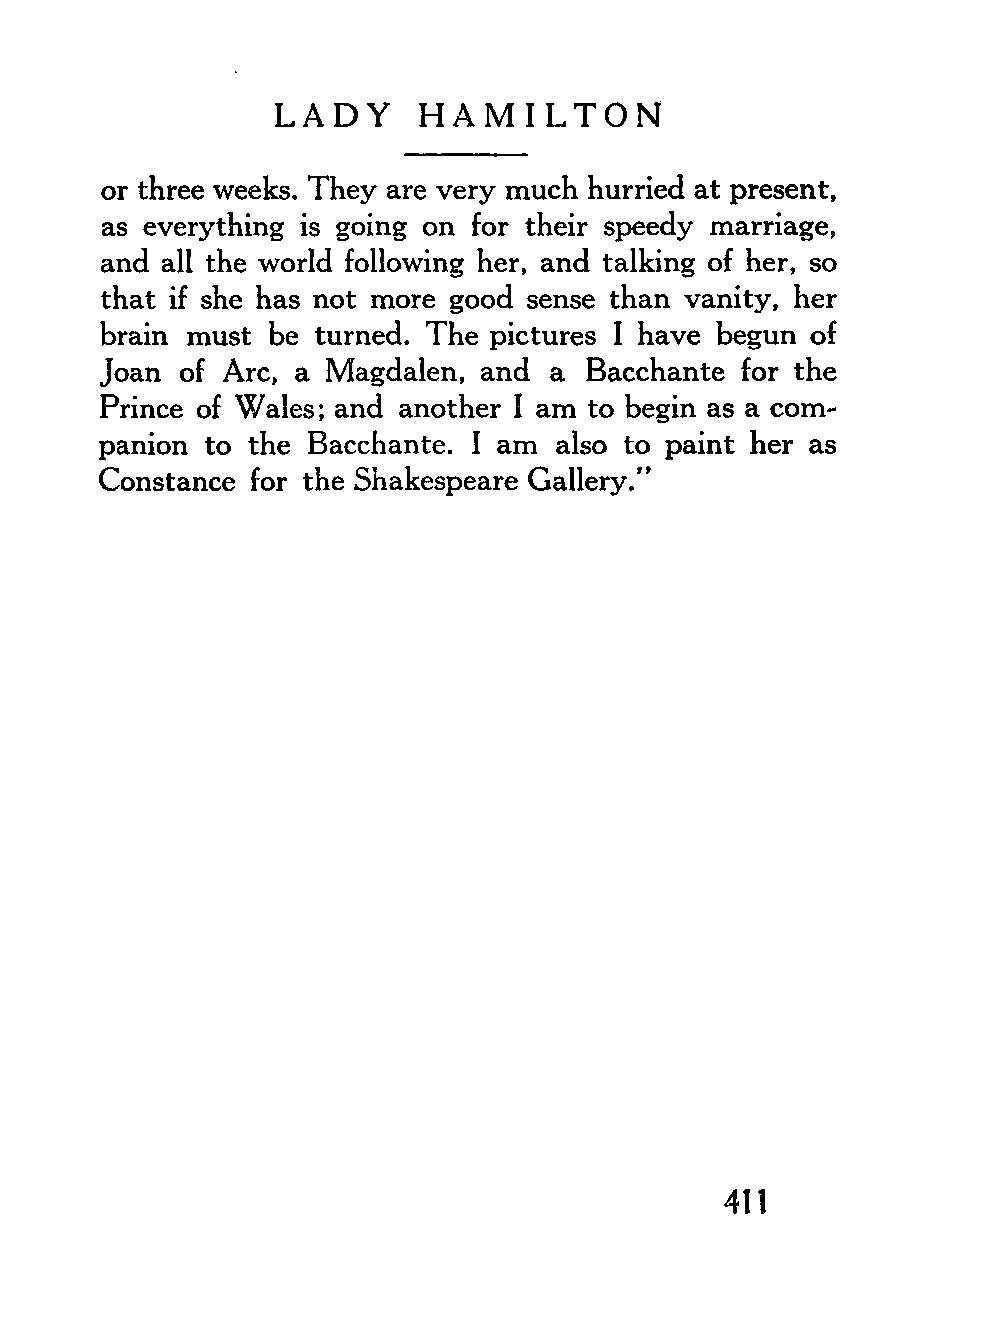 LADY HAMILTON
or three weeks. They are very much hurried at present,
as everything is going on for their speedy marriage,
and all the world following her, and talking of her, so
that if she has not more good sense than vanity, her
brain must be turned. The pictures I have begun of
Joan of Arc, a Magdalen, and a Bacchante for the
Prince of Wales; and another I am to begin as a com-
panion to the Bacchante. I am also to paint her as
Constance for the Shakespeare Gallery."
411